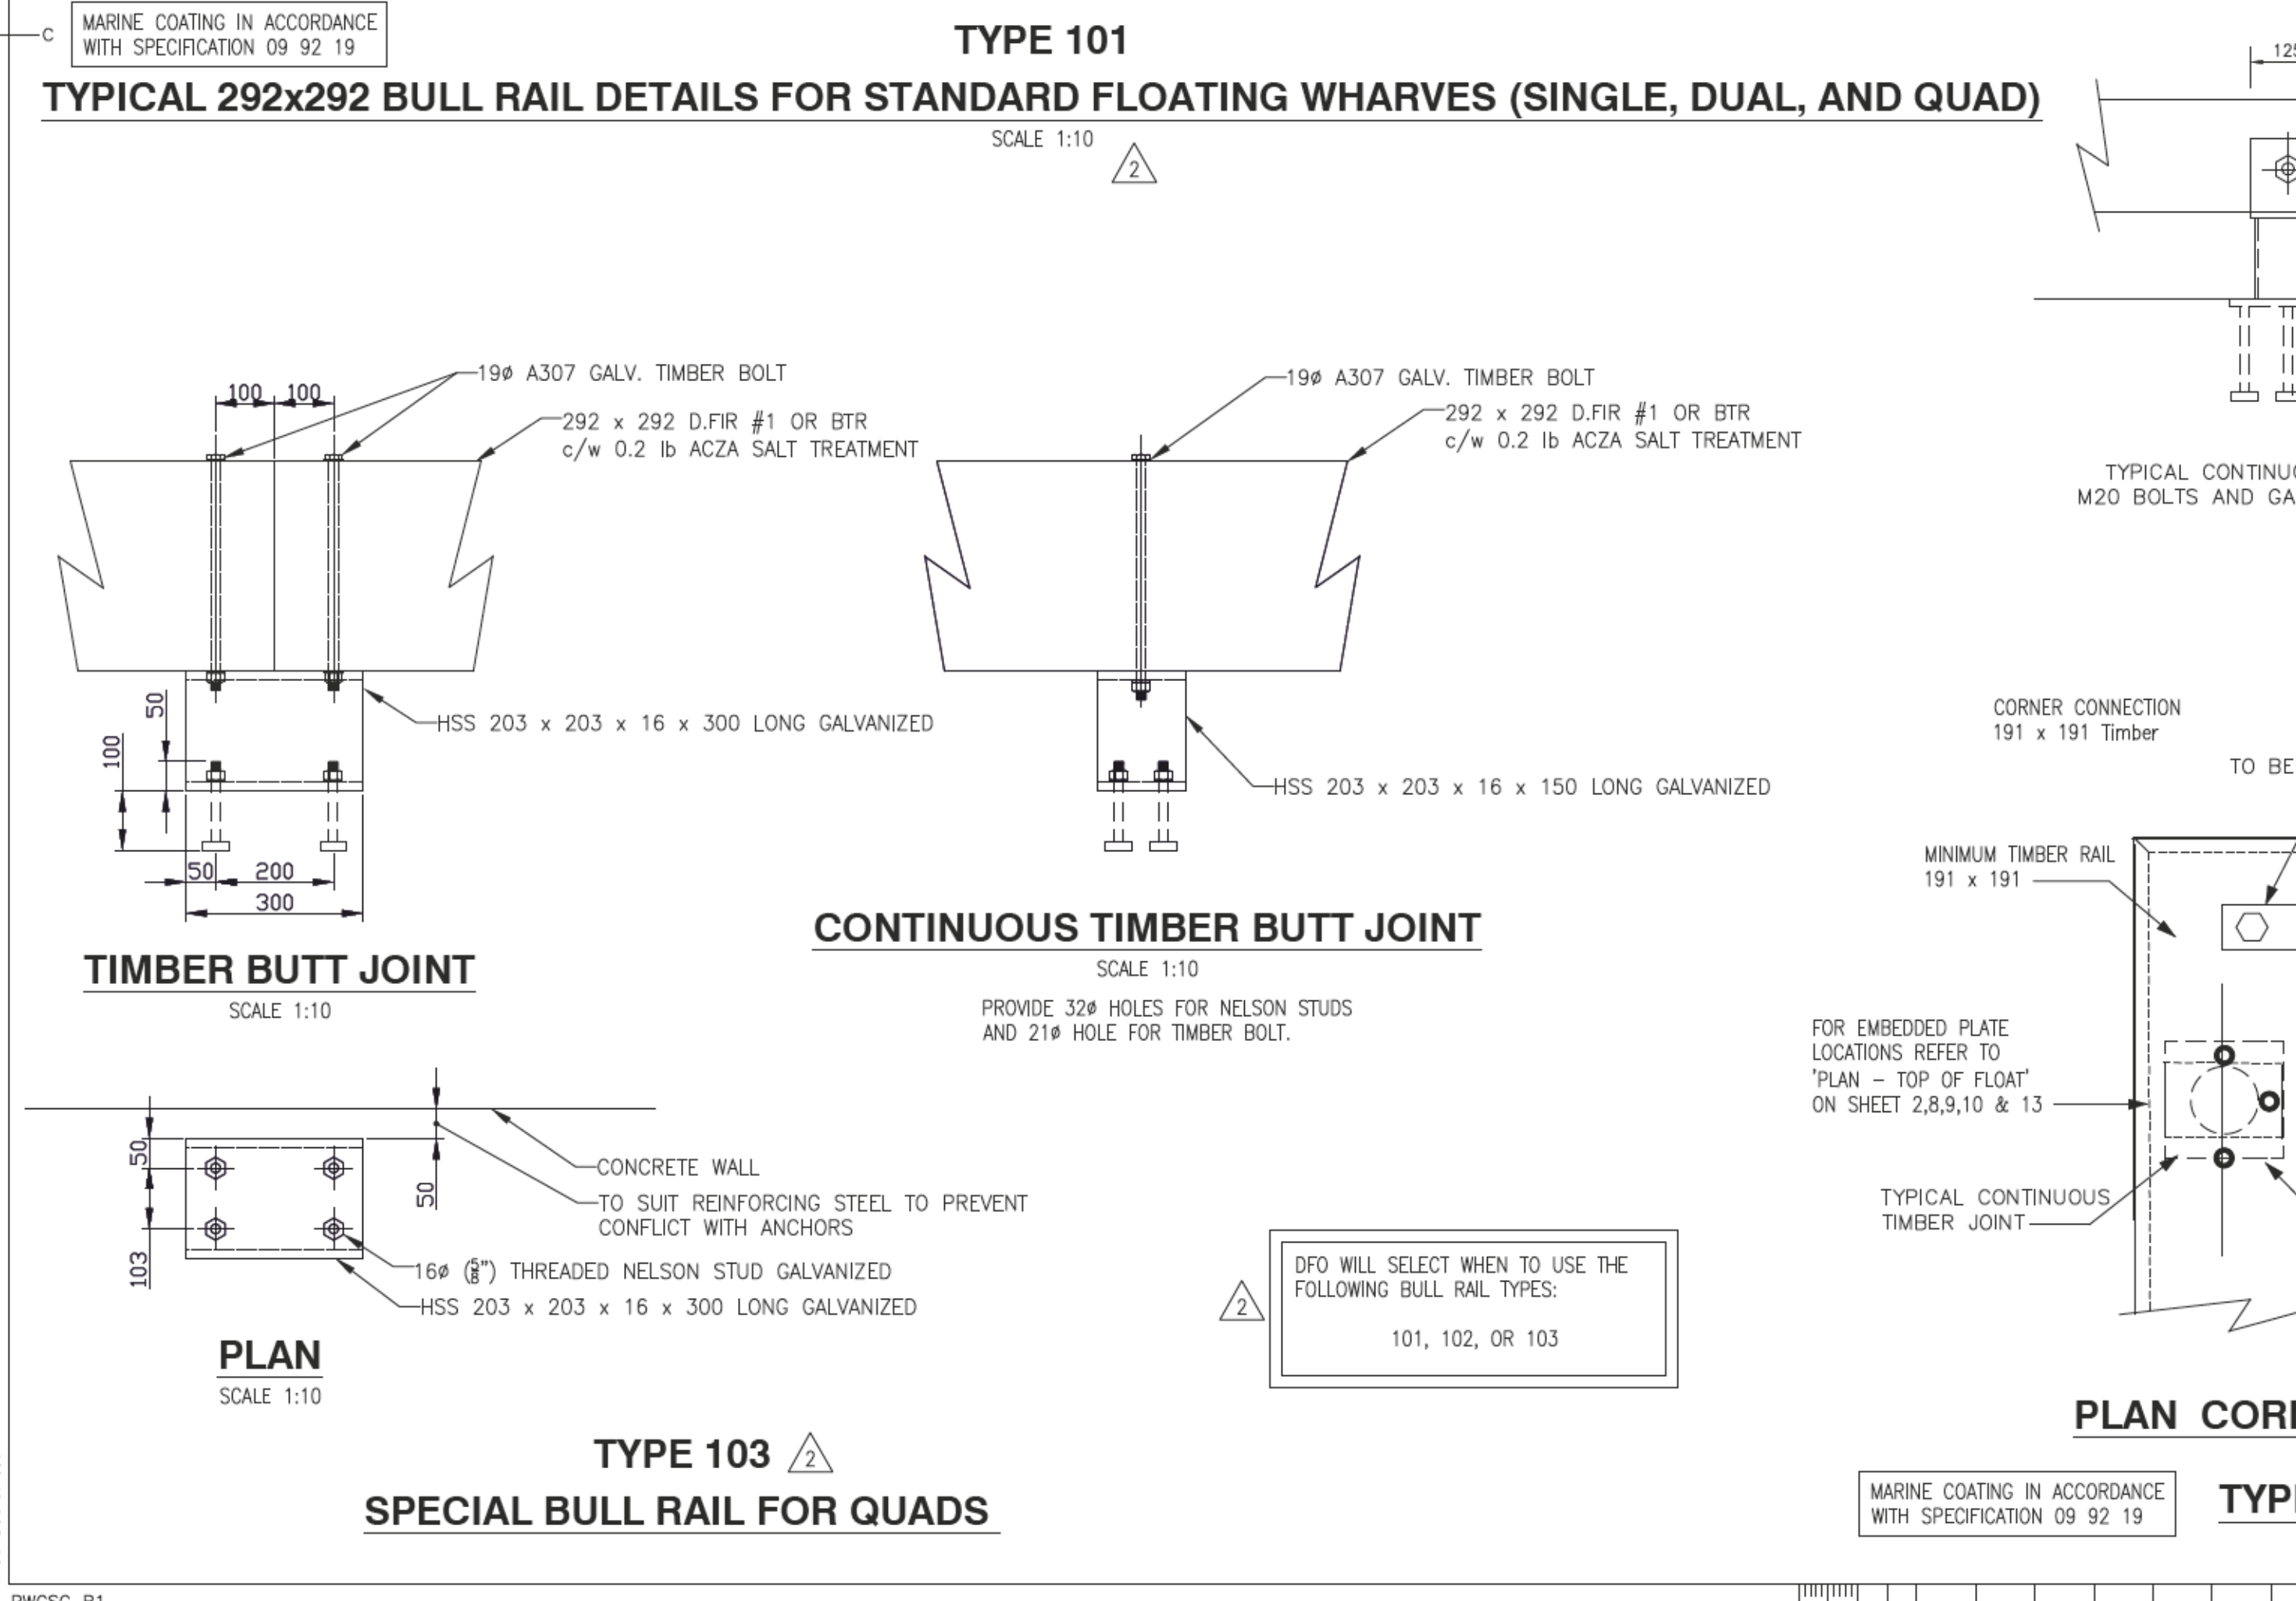 C
MARINE COATING IN ACCORDANCE
WITH SPECIFICATION 09 92 19
TYPE 101
TYPICAL 292x292 BULL RAIL DETAILS FOR STANDARD FLOATING WHARVES (SINGLE, DUAL, AND QUAD)
SCALE 1:10
2
100 100
19ø A307 GALV. TIMBER BOLT
292 x 292 D.FIR #1 OR BTR
c/w 0.2 lb ACZA SALT TREATMENT
50
100
HSS 203 x 203 x 16 x 300 LONG GALVANIZED
50 200
300
TIMBER BUTT JOINT
SCALE 1:10
19ø A307 GALV. TIMBER BOLT
292 x 292 D.FIR #1 OR BTR
c/w 0.2 lb ACZA SALT TREATMENT
HSS 203 x 203 x 16 x 150 LONG GALVANIZED
CONTINUOUS TIMBER BUTT JOINT
SCALE 1:10
PROVIDE 32ø HOLES FOR NELSON STUDS
AND 21ø HOLE FOR TIMBER BOLT.
50
103
50
CONCRETE WALL
TO SUIT REINFORCING STEEL TO PREVENT
CONFLICT WITH ANCHORS
16ø (5/8") THREADED NELSON STUD GALVANIZED
HSS 203 x 203 x 16 x 300 LONG GALVANIZED
PLAN
SCALE 1:10
TYPE 103
2
SPECIAL BULL RAIL FOR QUADS
2
DFO WILL SELECT WHEN TO USE THE
FOLLOWING BULL RAIL TYPES:
101, 102, OR 103
TYPICAL
M20 BOLTS AND
CORNER CONNECTION
191 x 191 Timber
TO BE
MINIMUM TIMBER RAIL
191 x 191
FOR EMBEDDED PLATE
LOCATIONS REFER TO
'PLAN - TOP OF FLOAT'
ON SHEET 2,8,9,10 & 13
TYPICAL CONTINUOUS
TIMBER JOINT
PLAN
MARINE COATING IN ACCORDANCE
WITH SPECIFICATION 09 92 19